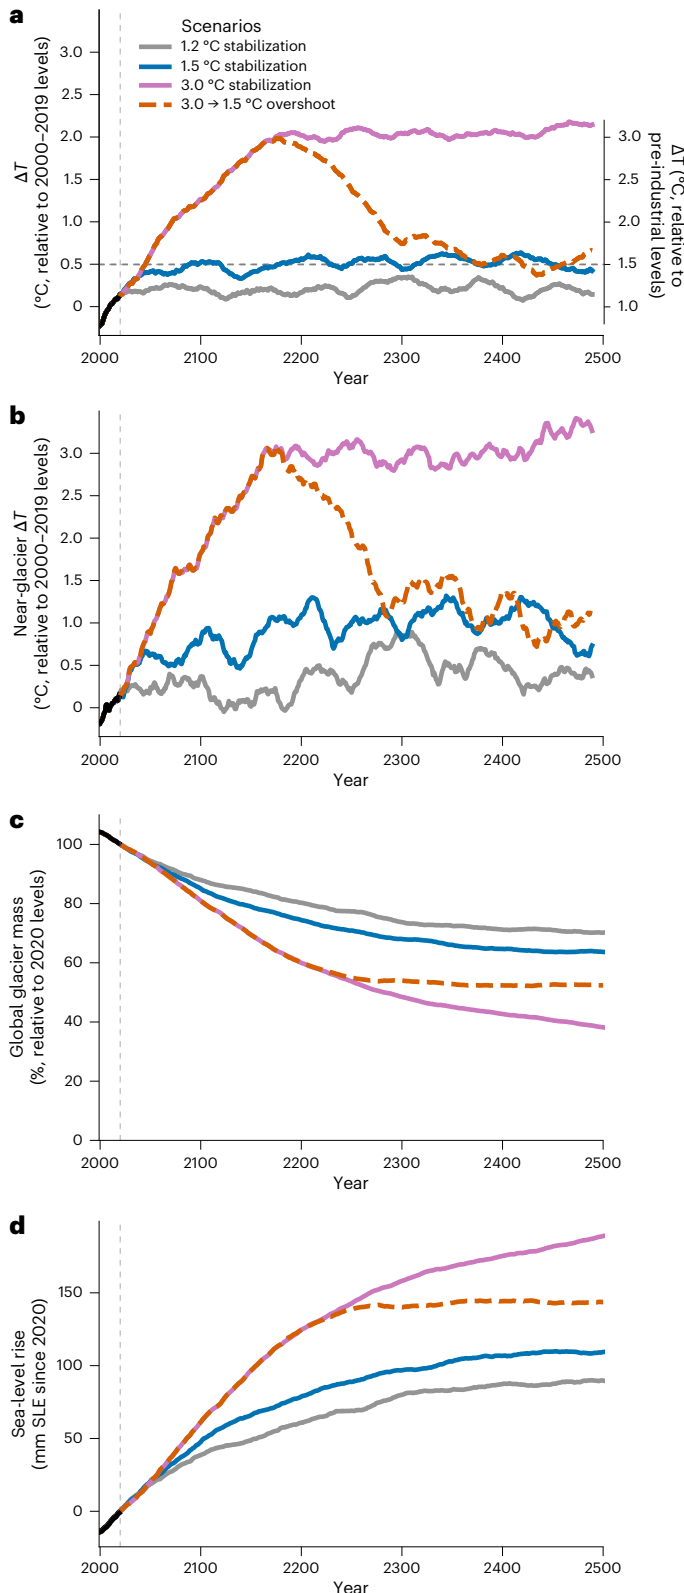 a
Scenarios
1.2 °C stabilization
1.5 °C stabilization
3.0 °C stabilization
3.0 → 1.5 °C overshoot
ΔT
(°C, relative to 2000–2019 levels)
3.0
2.5
2.0
1.5
1.0
0.5
0
3.0
2.5
2.0
1.5
1.0
ΔT (°C, relative to
pre-industrial levels)
2000 2100 2200 2300 2400 2500
Year
b
Near-glacier ΔT
(°C, relative to 2000–2019 levels)
3.0
2.5
2.0
1.5
1.0
0.5
0
2000 2100 2200 2300 2400 2500
Year
c
Global glacier mass
(%, relative to 2020 levels)
100
80
60
40
20
0
2000 2100 2200 2300 2400 2500
Year
d
Sea-level rise
(mm SLE since 2020)
150
100
50
0
2000 2100 2200 2300 2400 2500
Year